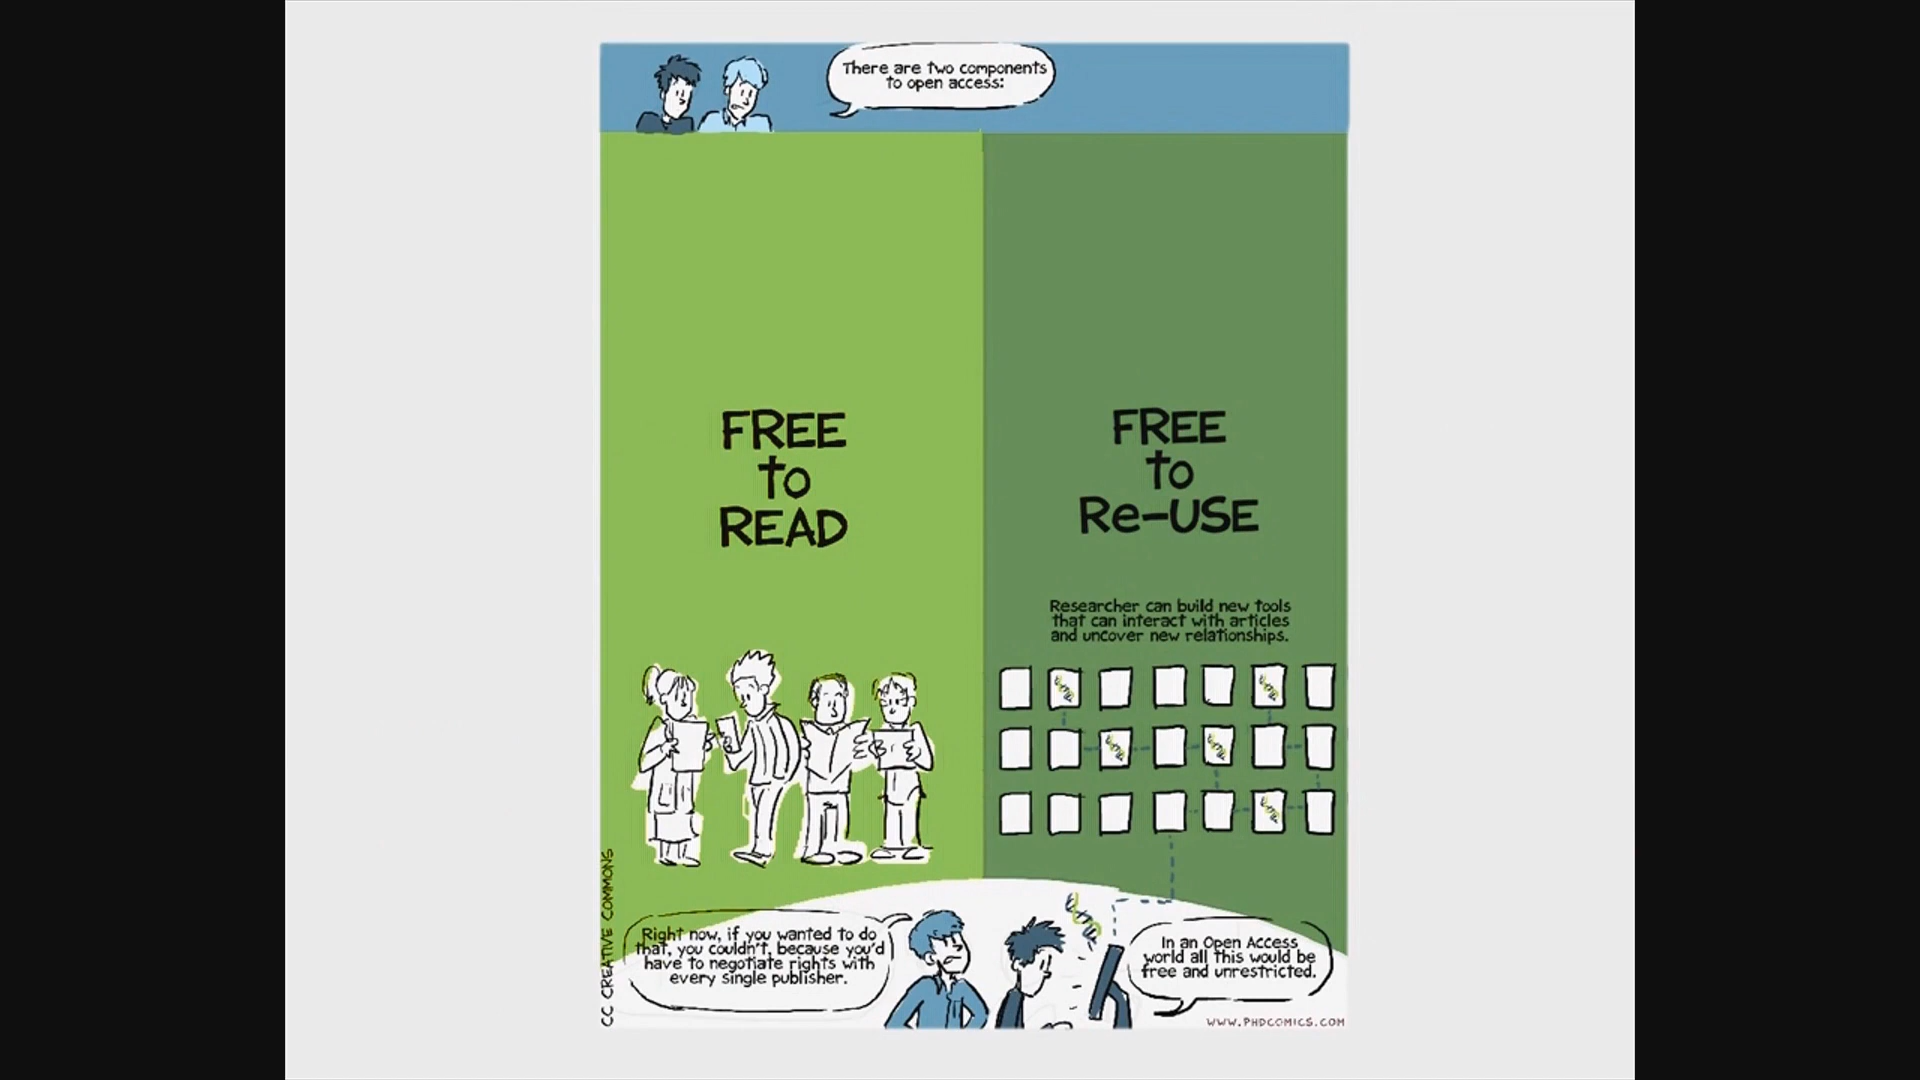 There are two components
to open access:
FREE
to
READ
FREE
to
Re-USE
Researcher can build new tools
that can interact with articles
and uncover new relationships.
Right now, if you wanted to do
that, you couldn't, because you'd
have to negotiate rights with
every single publisher.
In an Open Access
world all this would be
free and unrestricted.
CC CREATIVE COMMONS
WWW.PHDCOMICS.COM